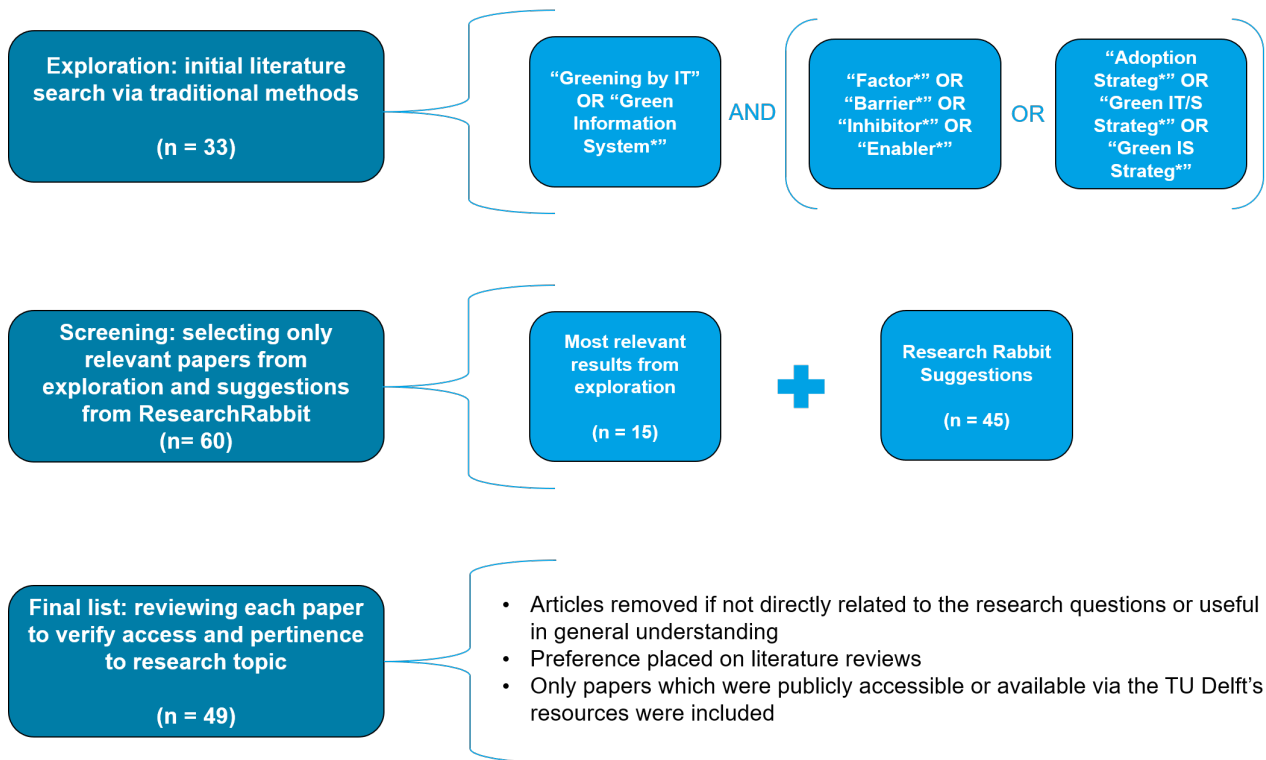 Exploration: initial literature
search via traditional methods
(n = 33)
“Greening by IT”
OR “Green
Information
System*”
AND
“Factor*” OR
“Barrier*” OR
“Inhibitor*” OR
“Enabler*”
OR
“Adoption
Strateg*” OR
“Green IT/S
Strateg*” OR
“Green IS
Strateg*”
Screening: selecting only
relevant papers from
exploration and suggestions
from ResearchRabbit
(n= 60)
Most relevant
results from
exploration
(n = 15)
Research Rabbit
Suggestions
(n = 45)
Final list: reviewing each paper
to verify access and pertinence
to research topic
(n = 49)
• Articles removed if not directly related to the research questions or useful
in general understanding
• Preference placed on literature reviews
• Only papers which were publicly accessible or available via the TU Delft’s
resources were included